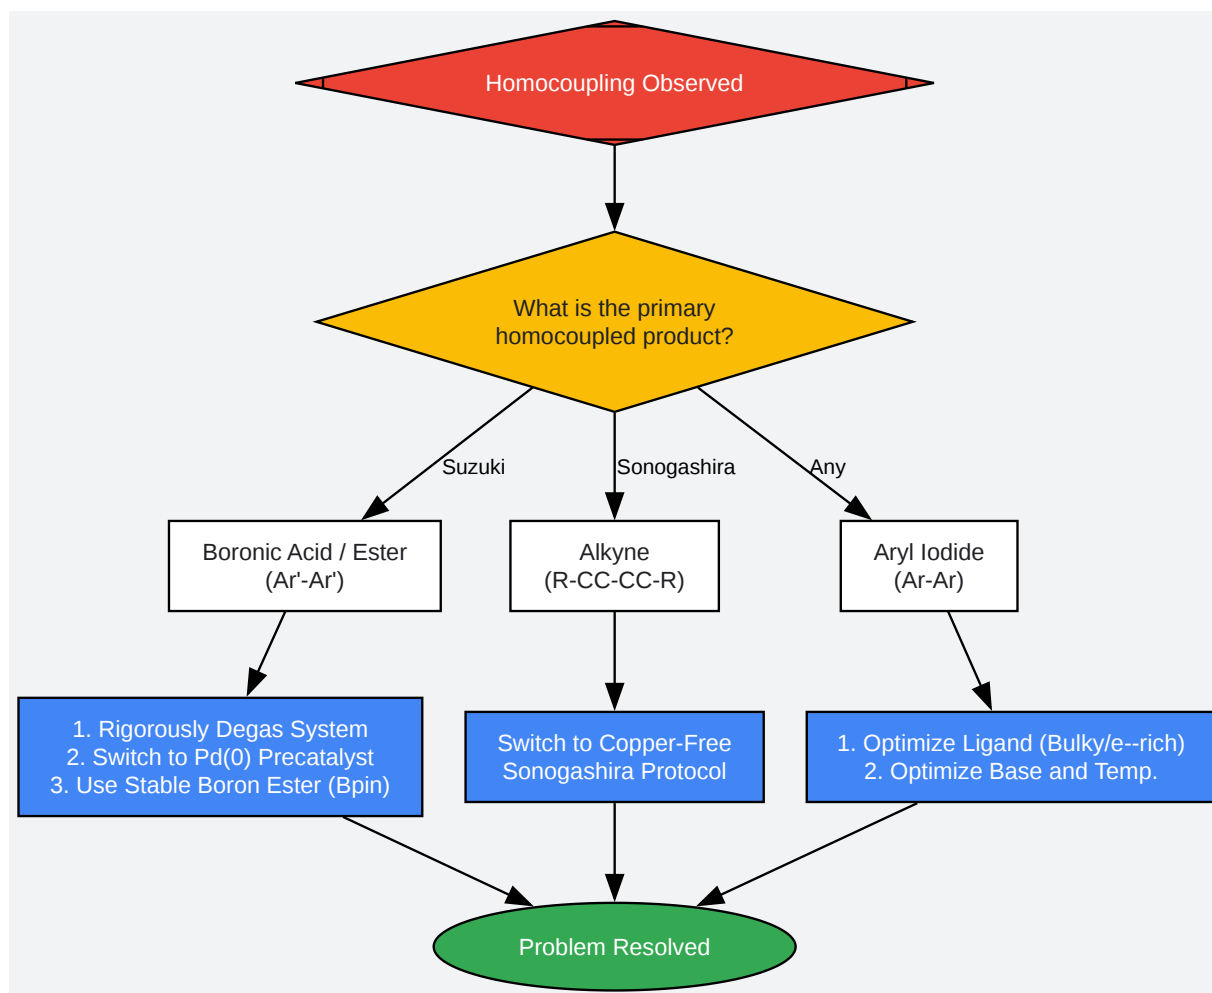 Homocoupling Observed
What is the primary
homocoupled product?
Suzuki
Sonogashira
Any
Boronic Acid / Ester
(Ar'-Ar')
Alkyne
(R-CC-CC-R)
Aryl Iodide
(Ar-Ar)
1. Rigorously Degas System
2. Switch to Pd(0) Precatalyst
3. Use Stable Boron Ester (Bpin)
Switch to Copper-Free
Sonogashira Protocol
1. Optimize Ligand (Bulky/e--rich)
2. Optimize Base and Temp.
Problem Resolved